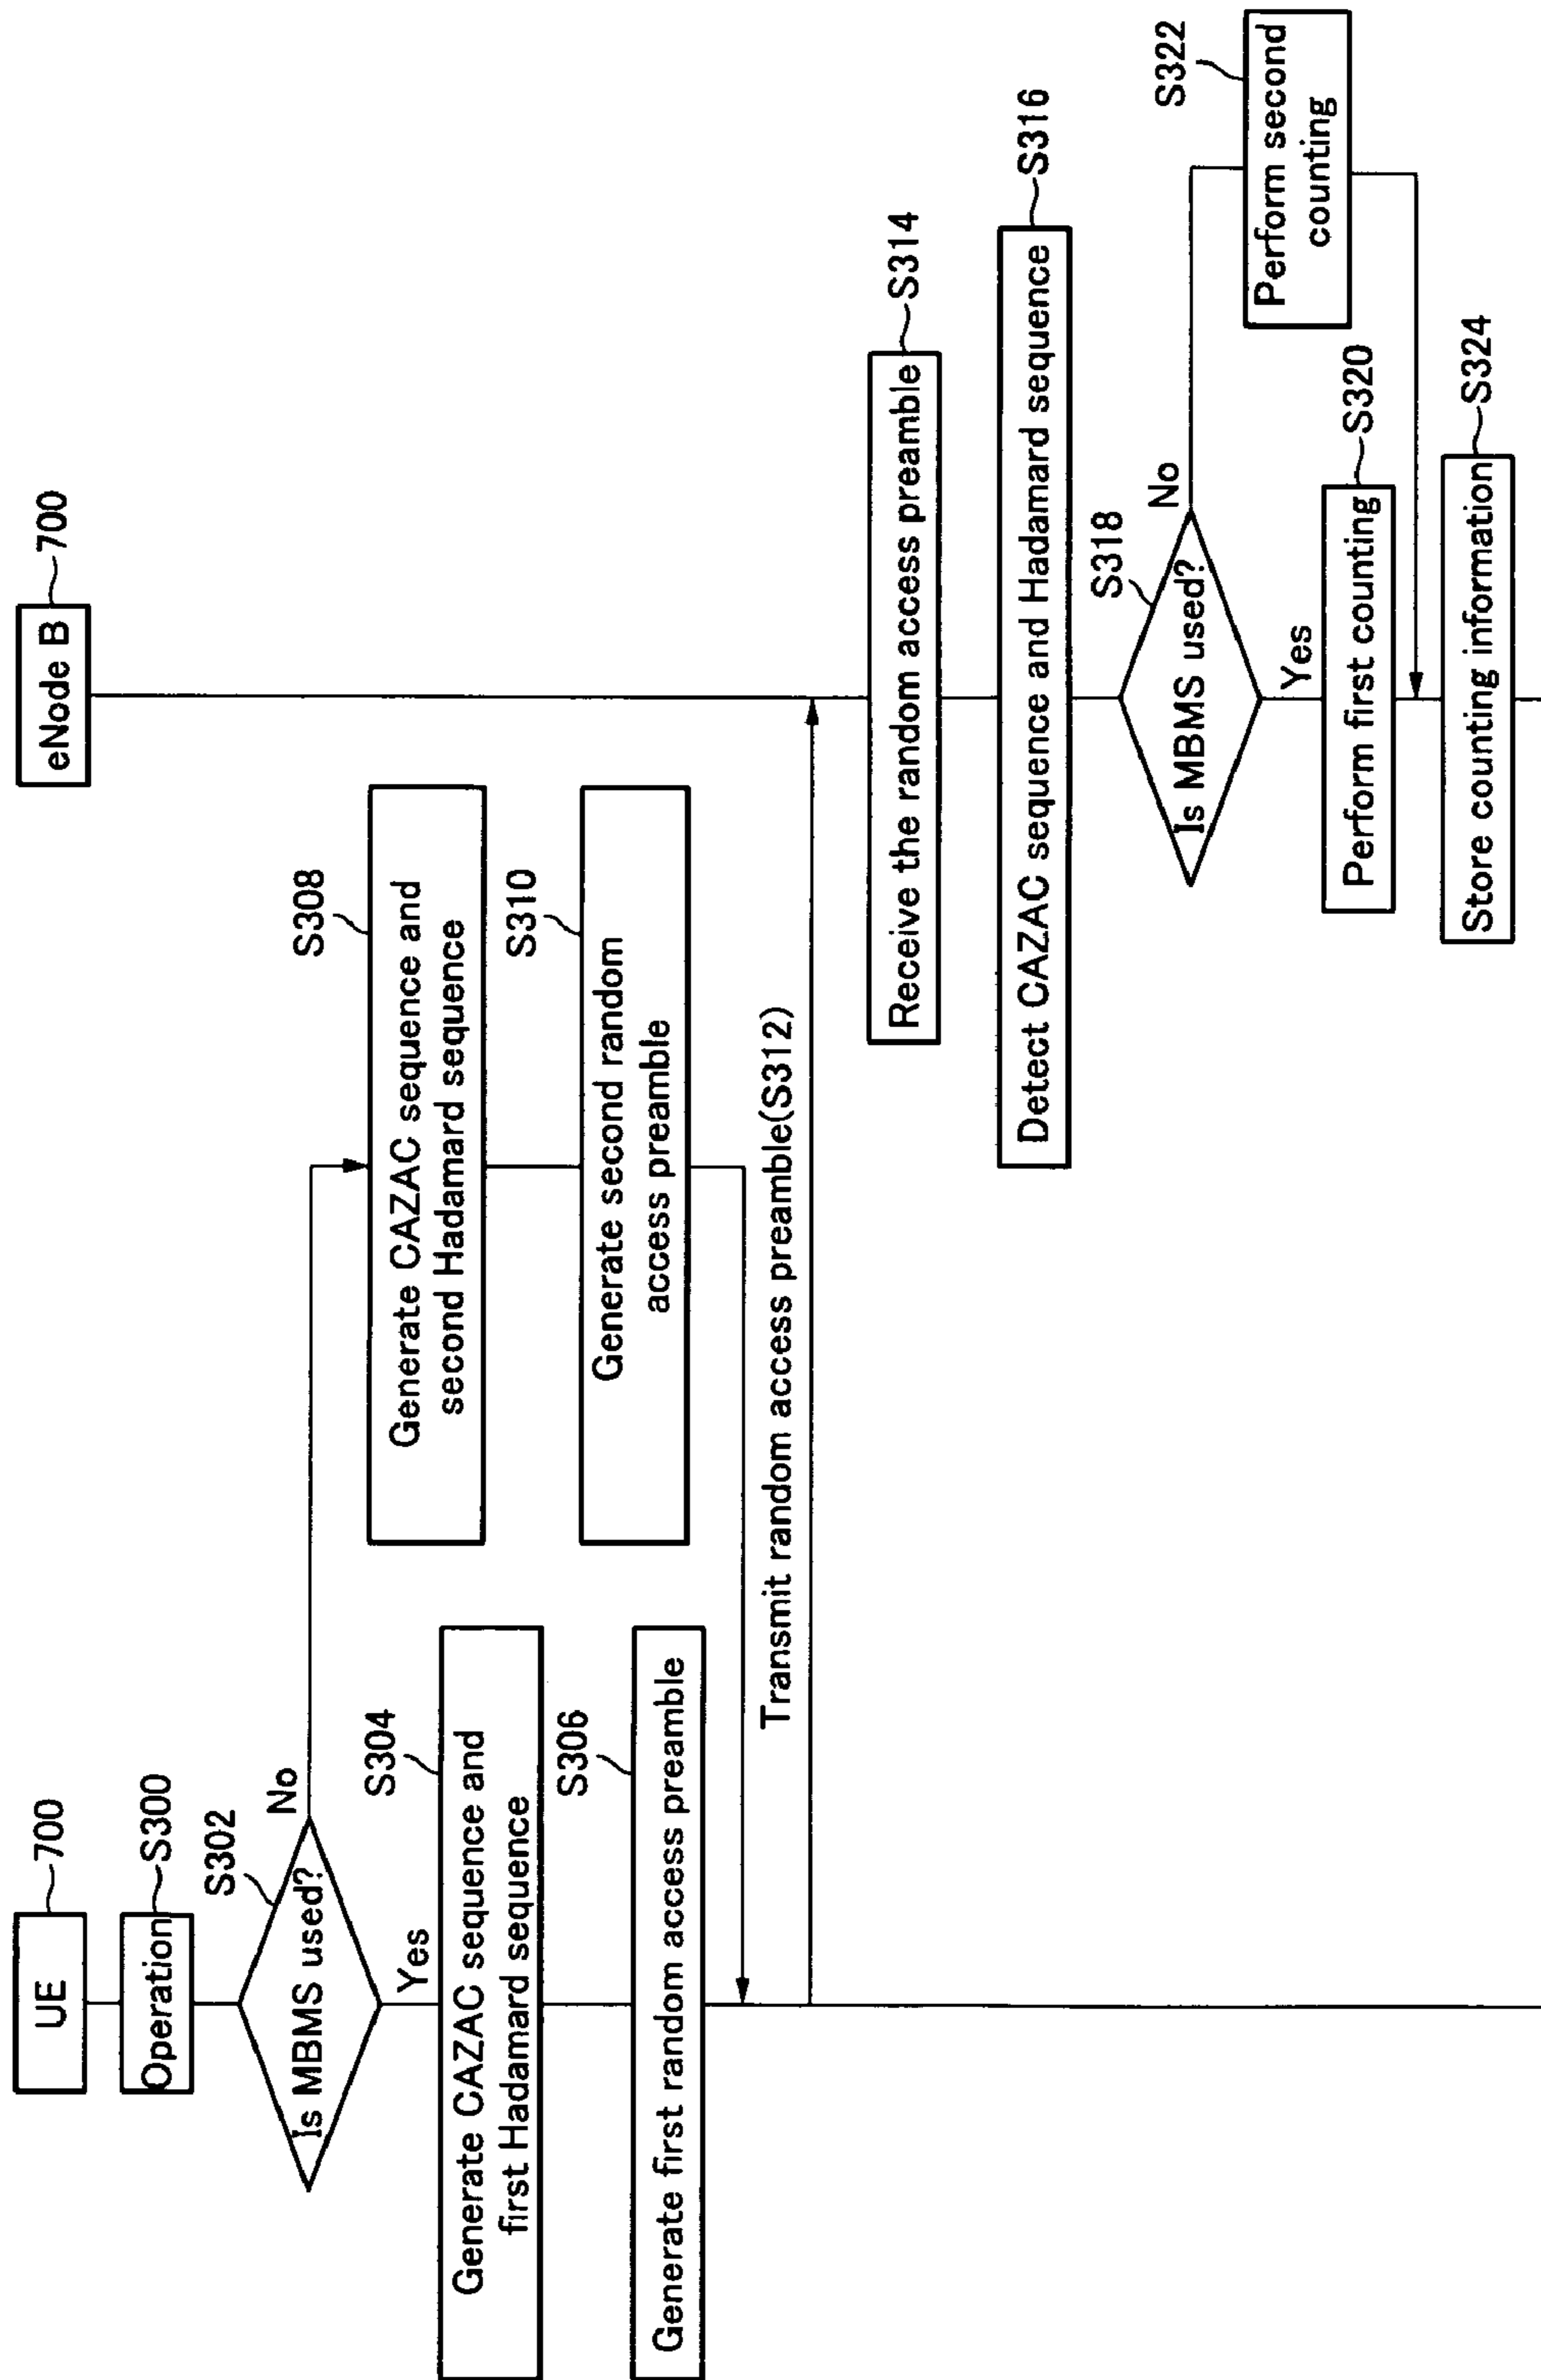 UE
700
Operation
S300
S302
Is MBMS used?
No
Yes
S304
Generate CAZAC sequence and
first Hadamard sequence
S306
Generate first random access preamble
S308
Generate CAZAC sequence and
second Hadamard sequence
S310
Generate second random
access preamble
Transmit random access preamble(S312)
eNode B
700
Receive the random access preamble
S314
Detect CAZAC sequence and Hadamard sequence
S316
S318
Is MBMS used?
No
Yes
Perform first counting
S320
S322
Perform second
counting
Store counting information
S324